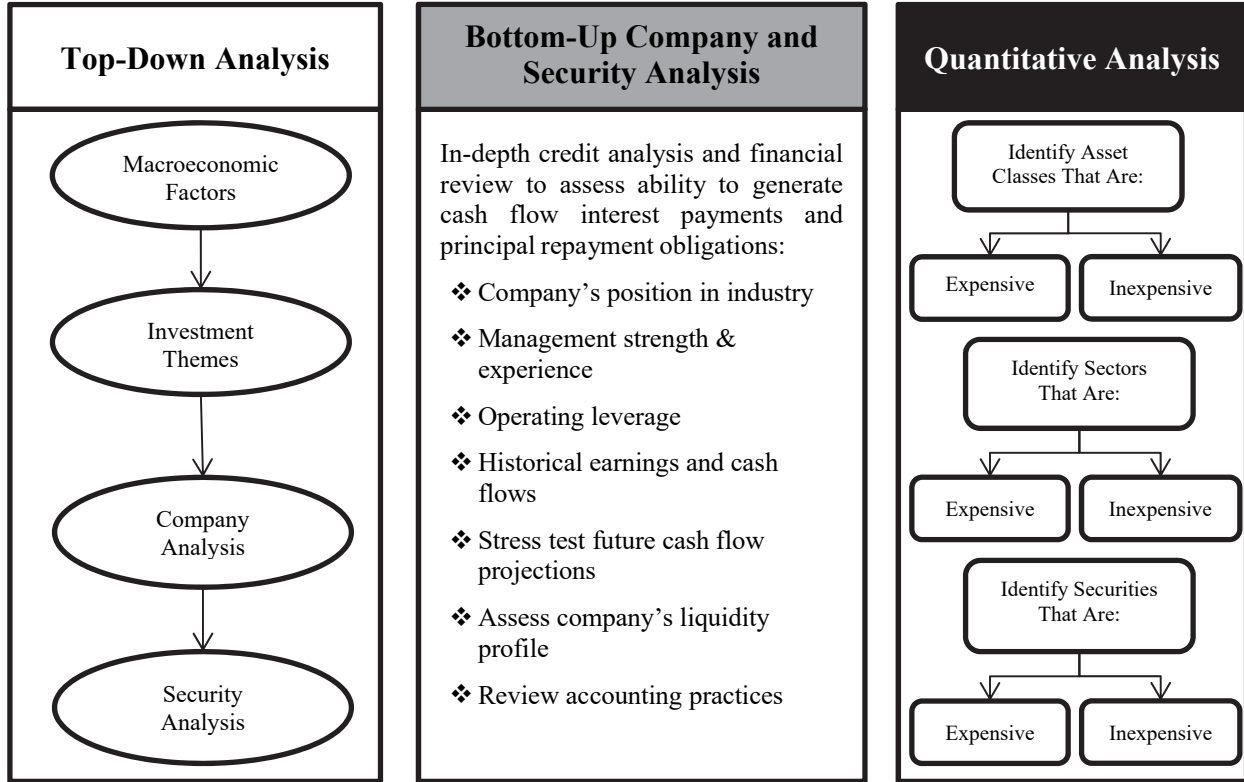 Top-Down Analysis
Macroeconomic
Factors
Investment
Themes
Company
Analysis
Security
Analysis
Bottom-Up Company and
Security Analysis
In-depth credit analysis and financial
review to assess ability to generate
cash flow interest payments and
principal repayment obligations:
❖ Company’s position in industry
❖ Management strength &
experience
❖ Operating leverage
❖ Historical earnings and cash
flows
❖ Stress test future cash flow
projections
❖ Assess company’s liquidity
profile
❖ Review accounting practices
Quantitative Analysis
Identify Asset
Classes That Are:
Expensive
Inexpensive
Identify Sectors
That Are:
Expensive
Inexpensive
Identify Securities
That Are:
Expensive
Inexpensive